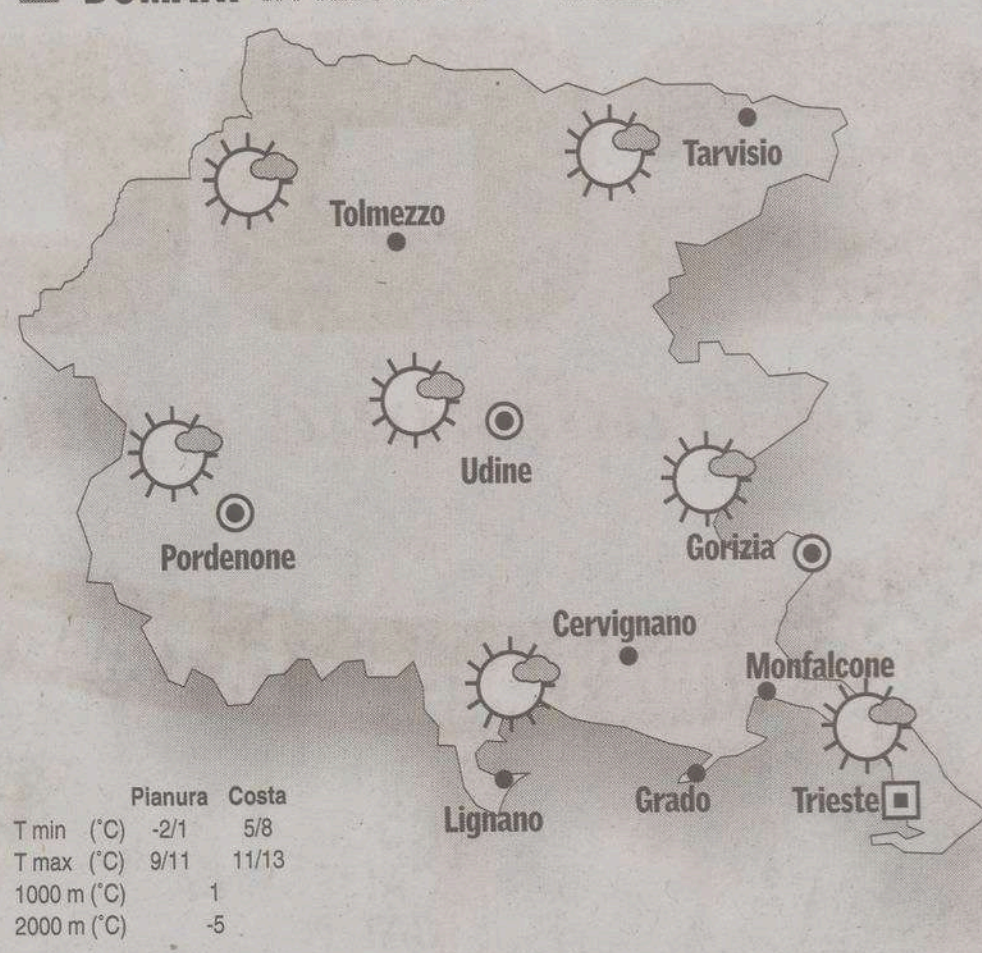 Tarvisio
Tolmezzo
Udine
Pordenone
Gorizia
Cervignano
Monfalcone
Lignano
Grado
Trieste
Pianura Costa
T min (°C) -2/1 5/8
T max (°C) 9/11 11/13
1000 m (°C) 1
2000 m (°C) -5